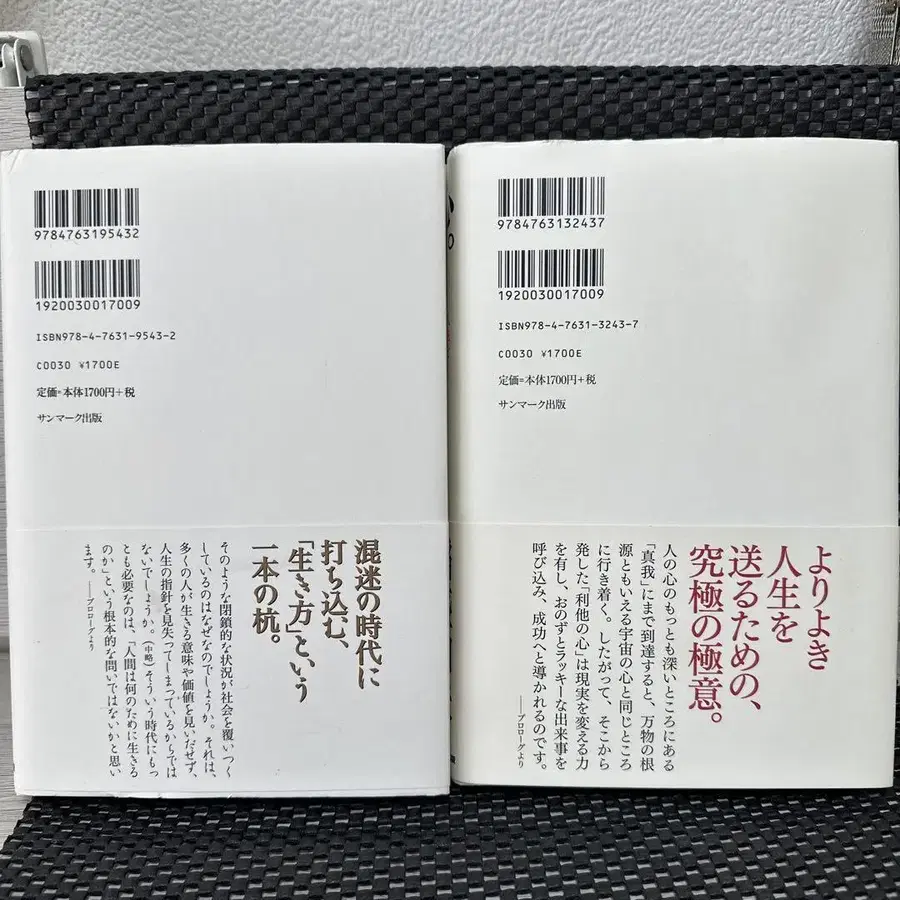 9784763195432
1920030017009
ISBN978-4-7631-9543-2
C0030 ¥1700E
定価=本体1700円+税
サンマーク出版
混迷の時代に
打ち込む、
「生き方」という
一本の杭。
そのような閉鎖的な状況が社会を覆いつく
しているのはなぜなのでしょうか。それは、
多くの人が生きる意味や価値を見いだせず、
人生の指針を見失ってしまっているからでは
ないでしょうか。(中略)そういう時代にもっ
とも必要なのは、「人間は何のために生きる
のか」という根本的な問いではないかと思い
ます。 ──プロローグより
9784763132437
1920030017009
ISBN978-4-7631-3243-7
C0030 ¥1700E
定価=本体1700円+税
サンマーク出版
よりよき
人生を
送るための、
究極の極意。
人の心のもっとも深いところにある
「真我」にまで到達すると、万物の根
源ともいえる宇宙の心と同じところ
に行き着く。したがって、そこから
発した「利他の心」は現実を変える力
を有し、おのずとラッキーな出来事を
呼び込み、成功へと導かれるのです。
──プロローグより